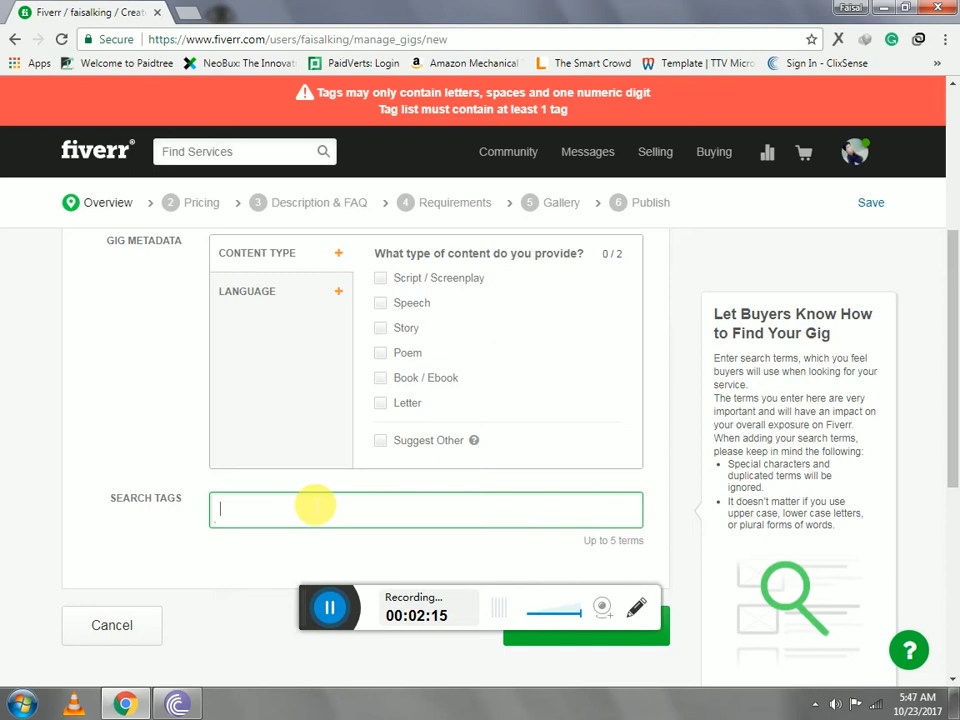 Fiverr / faisalking / Create
Faisal
Secure
https://www.fiverr.com/users/faisalking/manage_gigs/new
Apps
Welcome to Paidtree
NeoBux: The Innovat
PaidVerts: Login
Amazon Mechanical
The Smart Crowd
Template | TTV Micro
Sign In - ClixSense
»
Tags may only contain letters, spaces and one numeric digit
Tag list must contain at least 1 tag
fiverr®
Find Services
Community
Messages
Selling
Buying
Overview
2 Pricing
3 Description & FAQ
4 Requirements
5 Gallery
6 Publish
Save
GIG METADATA
CONTENT TYPE +
LANGUAGE +
What type of content do you provide? 0 / 2
Script / Screenplay
Speech
Story
Poem
Book / Ebook
Letter
Suggest Other ?
SEARCH TAGS
Up to 5 terms
Let Buyers Know How
to Find Your Gig
Enter search terms, which you feel
buyers will use when looking for your
service.
The terms you enter here are very
important and will have an impact on
your overall exposure on Fiverr.
When adding your search terms,
please keep in mind the following:
Special characters and
duplicated terms will be
ignored.
It doesn't matter if you use
upper case, lower case letters,
or plural forms of words.
Cancel
Recording...
00:02:15
?
5:47 AM
10/23/2017